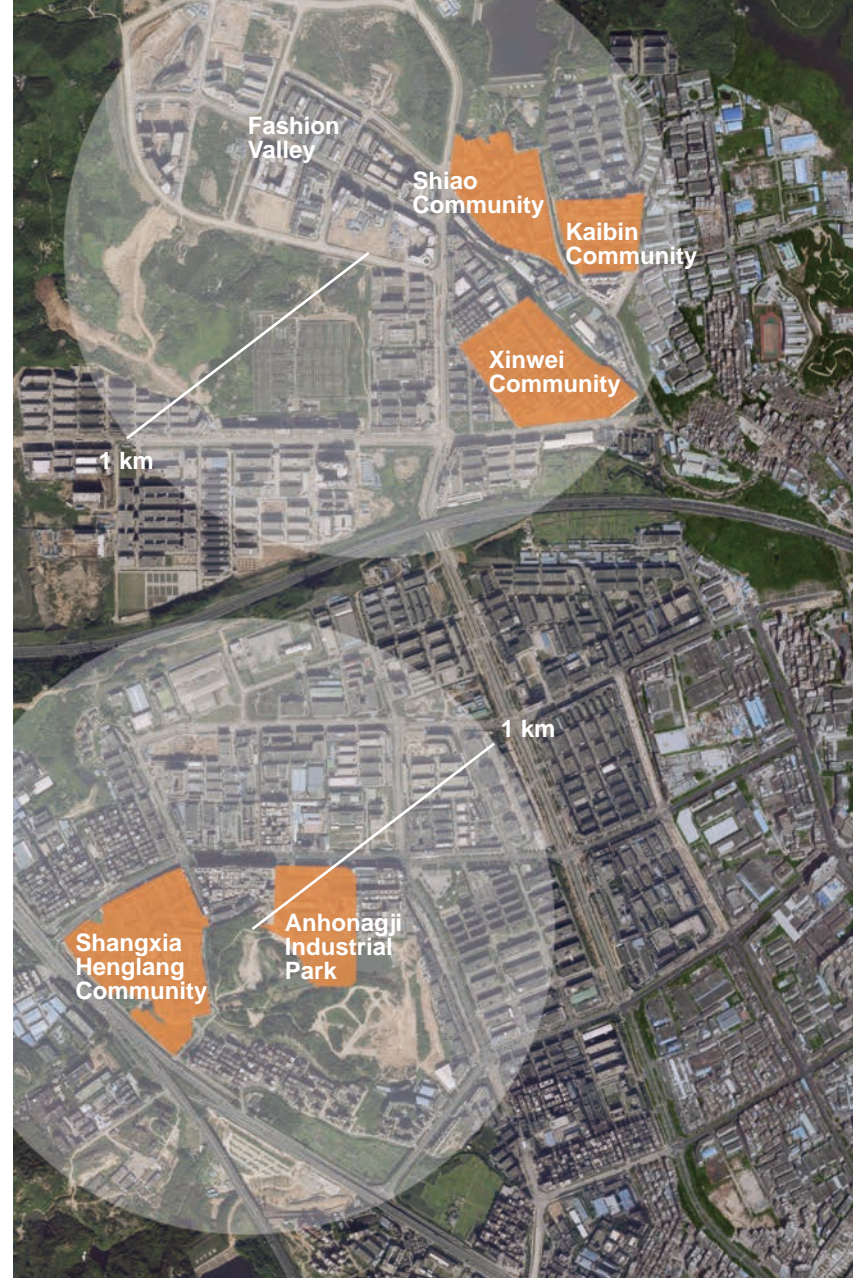 Fashion
Valley
Shiao
Community
Kaibin
Community
Xinwei
Community
1 km
1 km
Shangxia
Henglang
Community
Anhonagji
Industrial
Park